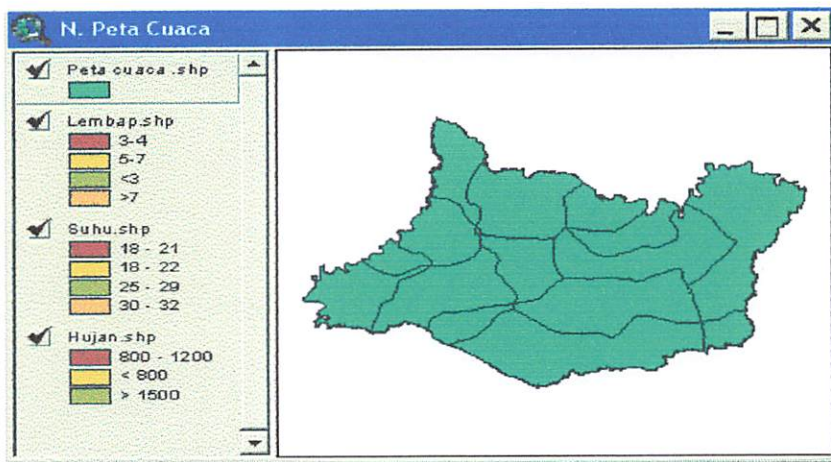 N. Peta Cuaca
Peta cuaca .shp
Lembap.shp
3-4
5-7
<3
>7
Suhu.shp
18 - 21
18 - 22
25 - 29
30 - 32
Hujan.shp
800 - 1200
< 800
> 1500